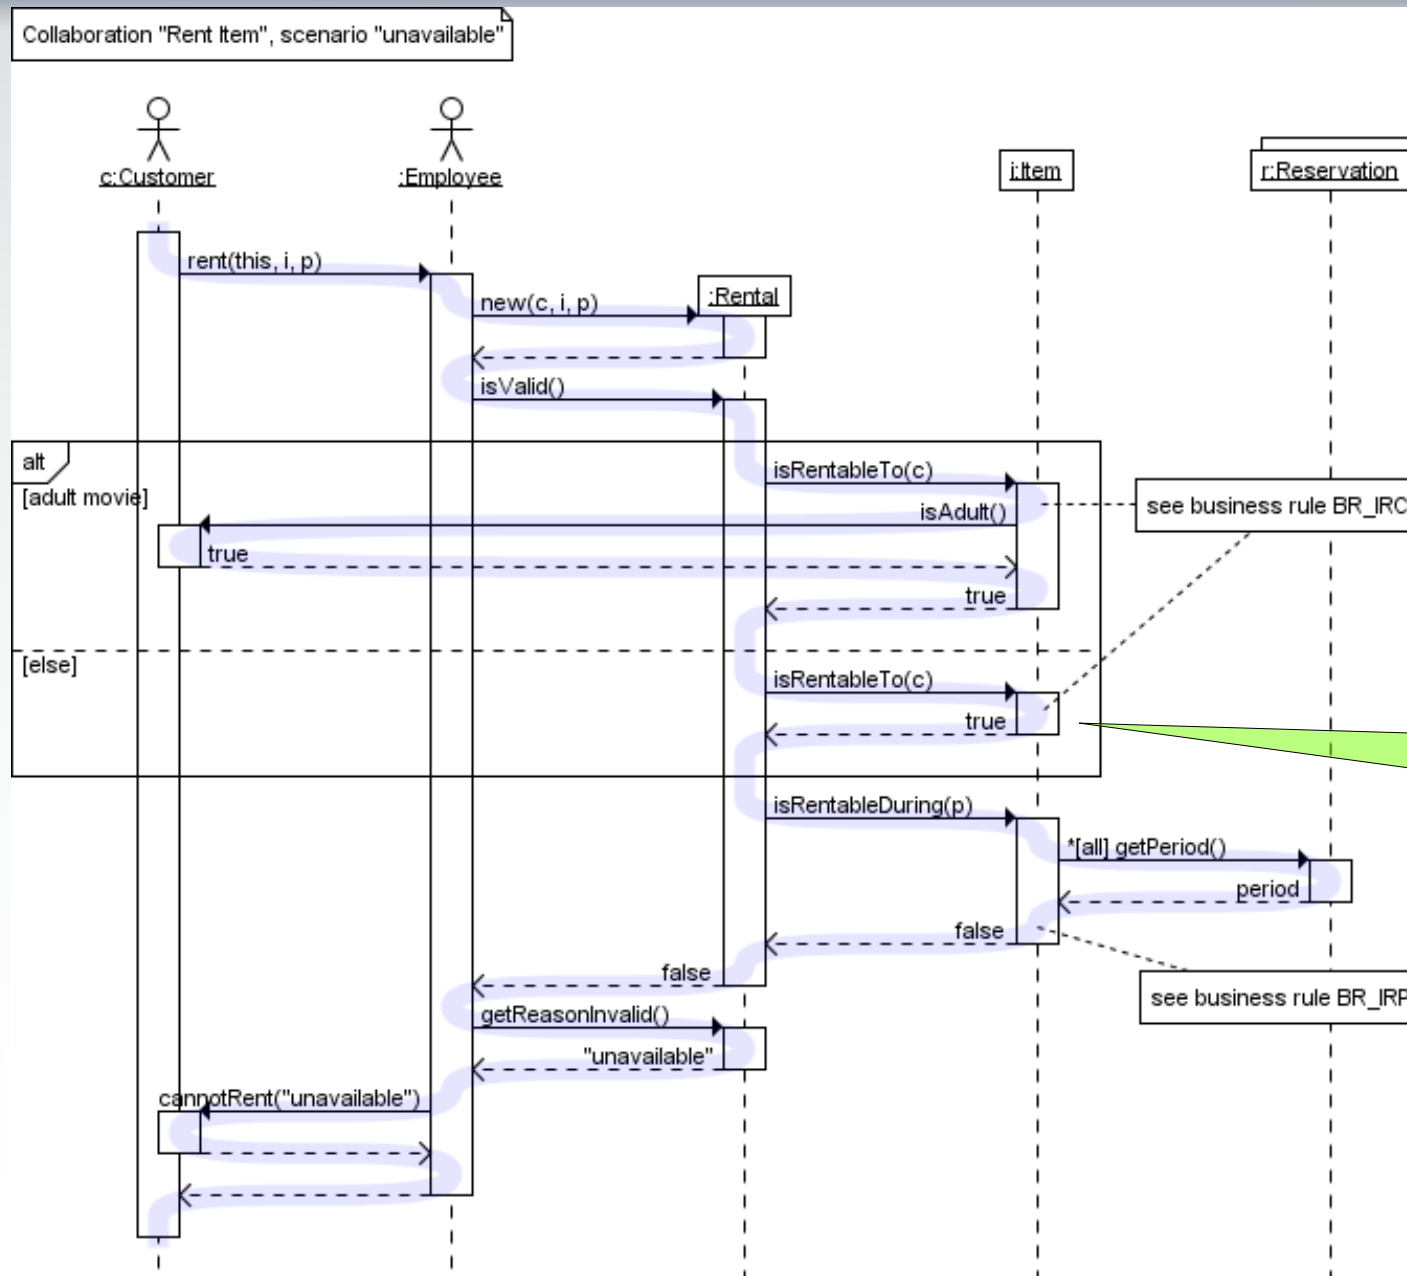 Collaboration "Rent Item", scenario "unavailable"
c:Customer
:Employee
i:Item
r:Reservation
rent(this, i, p)
:Rental
new(c, i, p)
isValid()
alt
isRentableTo(c)
[adult movie]
see business rule BR_IRC
isAdult()
true
true
[else]
isRentableTo(c)
true
isRentableDuring(p)
*[all] getPeriod()
period
false
false
see business rule BR_IRP
getReasonInvalid()
"unavailable"
cannotRent("unavailable")